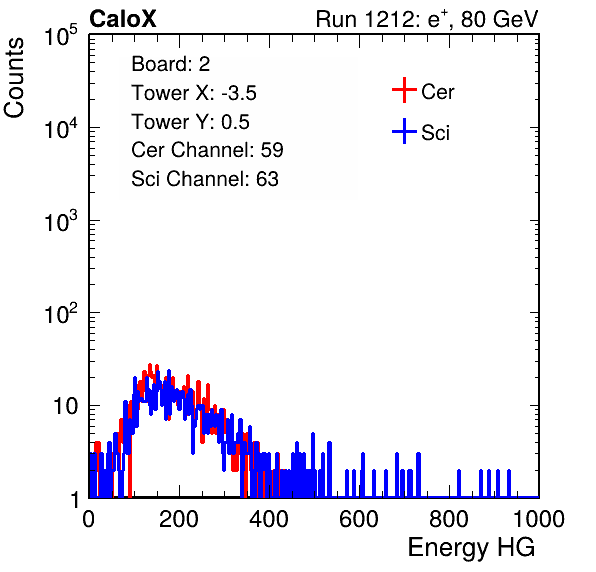 CaloX Run 1212: e⁺, 80 GeV
Counts
10⁵
10⁴
10³
10²
10
1
Board: 2
Tower X: -3.5
Tower Y: 0.5
Cer Channel: 59
Sci Channel: 63
Cer
Sci
0 200 400 600 800 1000
Energy HG